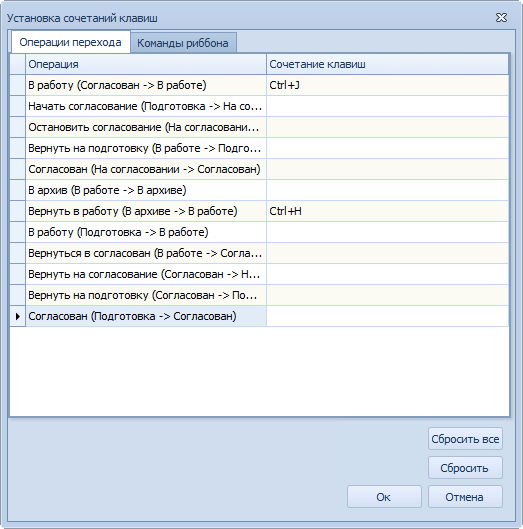 Установка сочетаний клавиш
Операции перехода Команды риббона
Операция Сочетание клавиш
В работу (Согласован -> В работе) Ctrl+J
Начать согласование (Подготовка -> На со...
Остановить согласование (На согласовани...
Вернуть на подготовку (В работе -> Подго...
Согласован (На согласовании -> Согласован)
В архив (В работе -> В архиве)
Вернуть в работу (В архиве -> В работе) Ctrl+H
В работу (Подготовка -> В работе)
Вернуться в согласован (В работе -> Согла...
Вернуть на согласование (Согласован -> Н...
Вернуть на подготовку (Согласован -> По...
Согласован (Подготовка -> Согласован)
Сбросить все
Сбросить
Ок Отмена